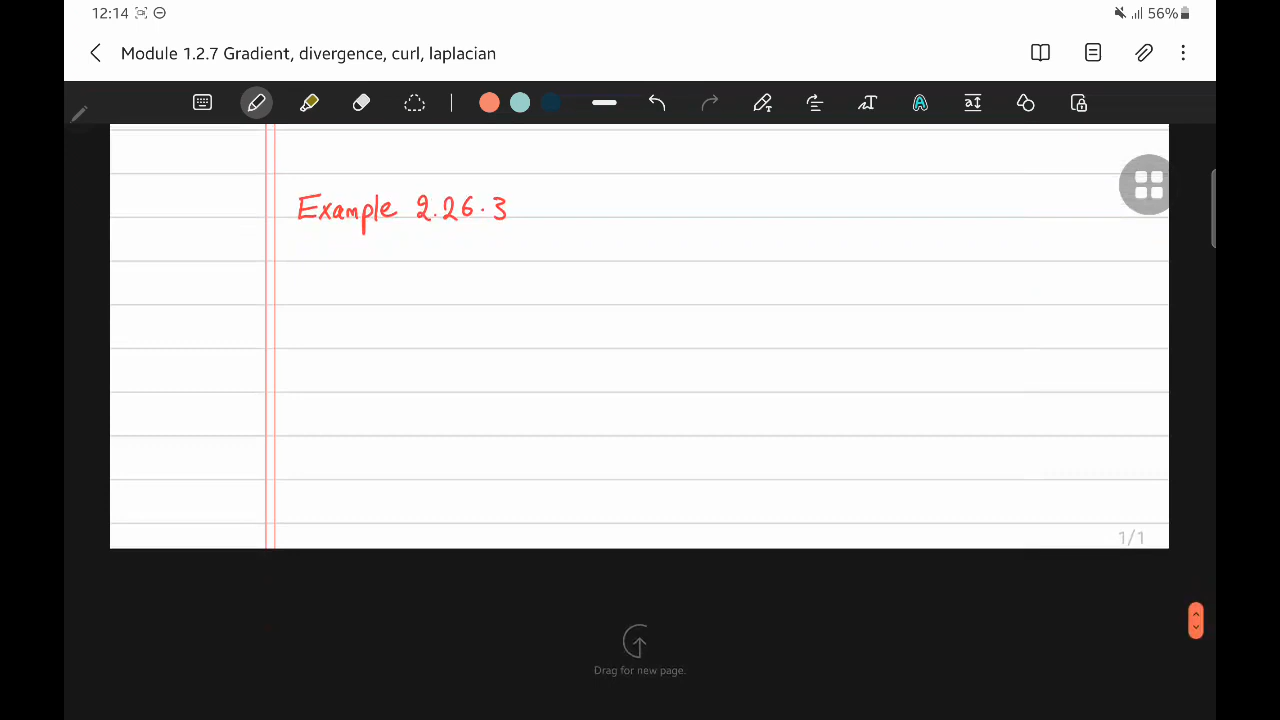 12:14 56%
Module 1.2.7 Gradient, divergence, curl, laplacian
Example 2.26.3
1/1
Drag for new page.